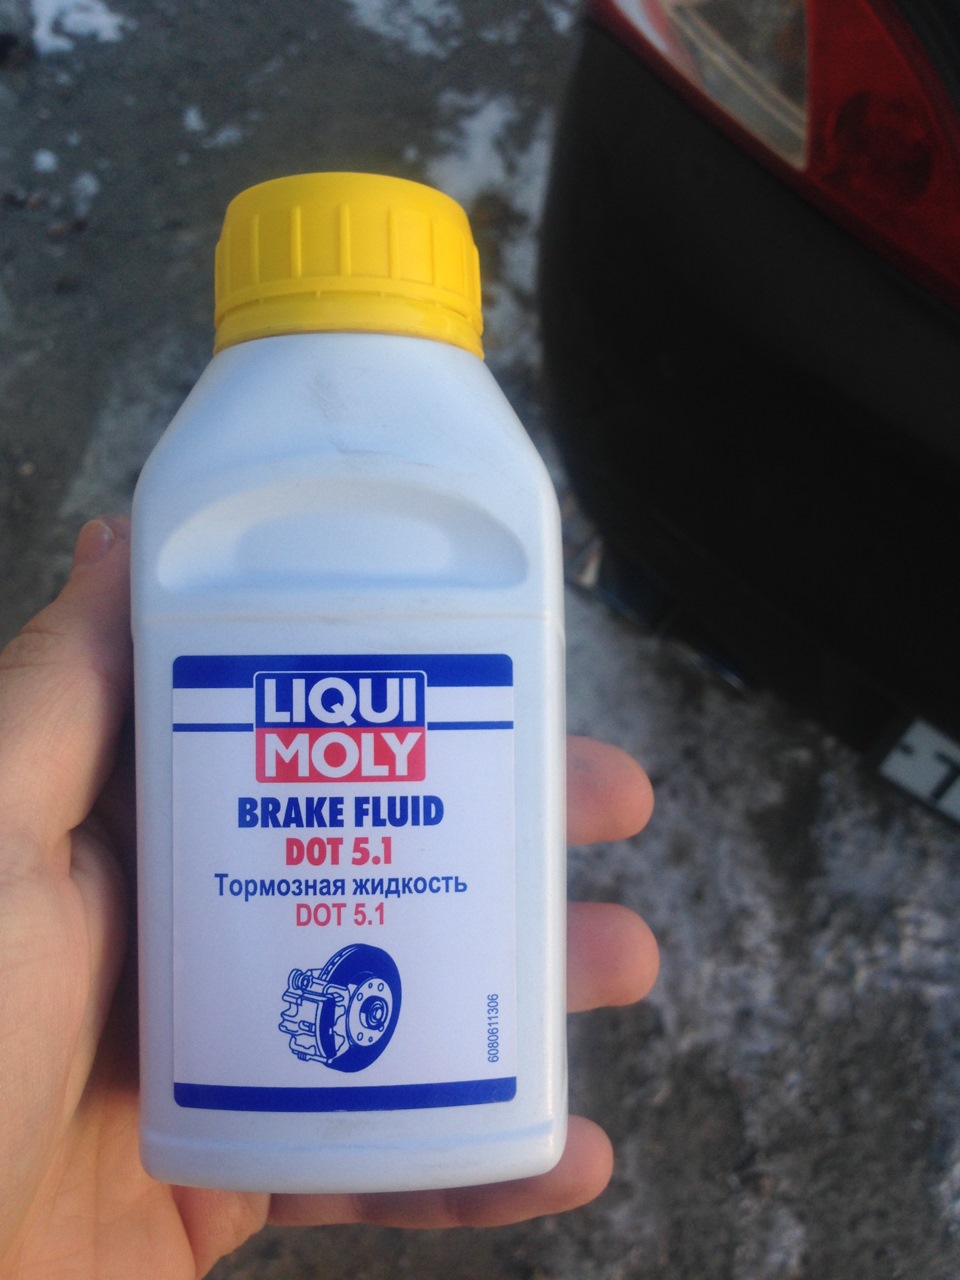 LIQUI
MOLY
BRAKE FLUID
DOT 5.1
Тормозная жидкость
DOT 5.1
6080611306